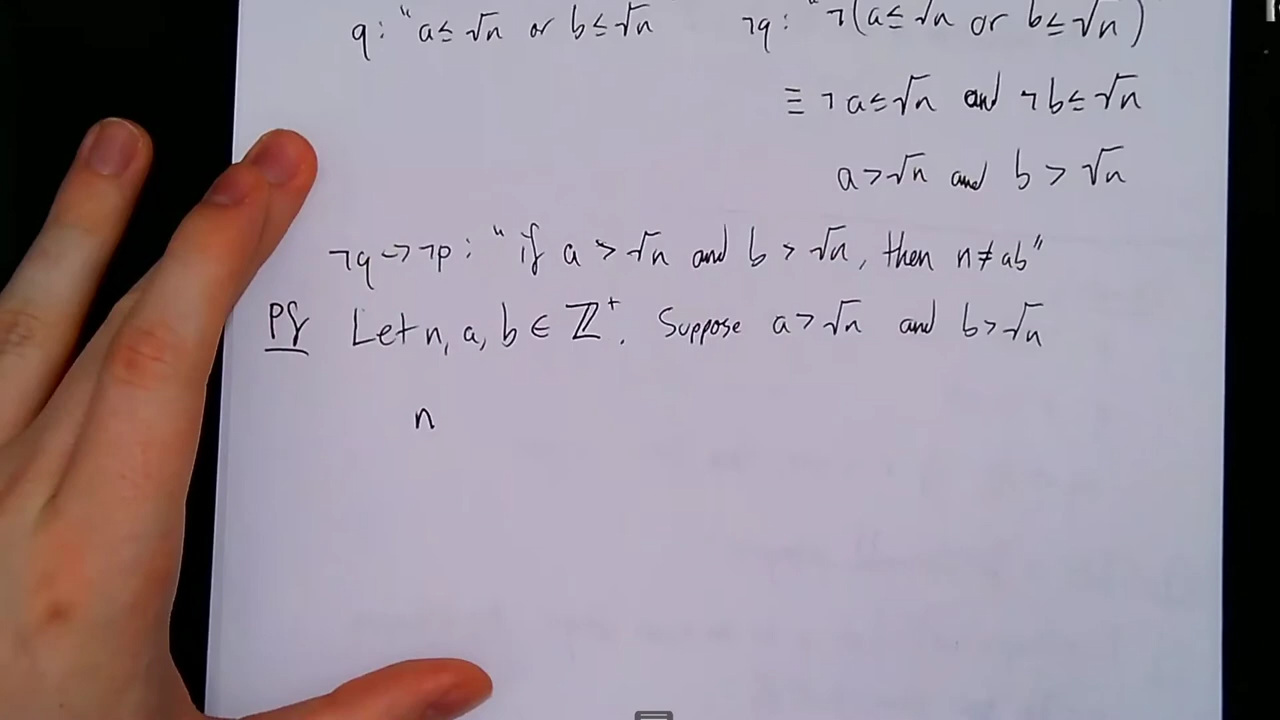 q: "a≤√n or b≤√n   ¬q: "¬(a≤√n or b≤√n)
≡ ¬a≤√n and ¬b≤√n
a>√n and b > √n
¬q→¬p: "if a > √n and b > √n, then n≠ab"
Pf Let n, a, b ∈ ℤ⁺. Suppose a>√n and b>√n
n